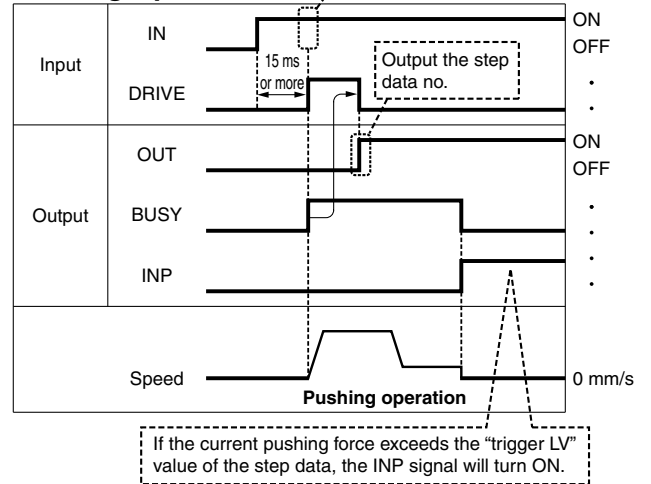 IN
ON
OFF
Input
15 ms
or more
Output the step
data no.
DRIVE
OUT
ON
OFF
Output
BUSY
INP
Speed
0 mm/s
Pushing operation
If the current pushing force exceeds the “trigger LV”
value of the step data, the INP signal will turn ON.